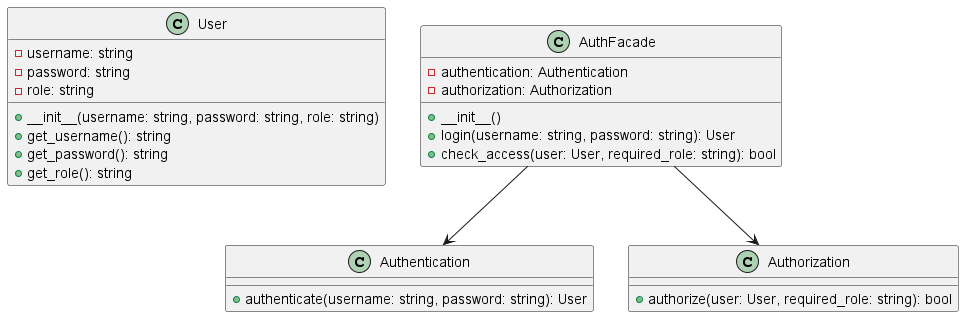 C User
username: string
password: string
role: string
__init__(username: string, password: string, role: string)
get_username(): string
get_password(): string
get_role(): string
C AuthFacade
authentication: Authentication
authorization: Authorization
__init__()
login(username: string, password: string): User
check_access(user: User, required_role: string): bool
C Authentication
authenticate(username: string, password: string): User
C Authorization
authorize(user: User, required_role: string): bool